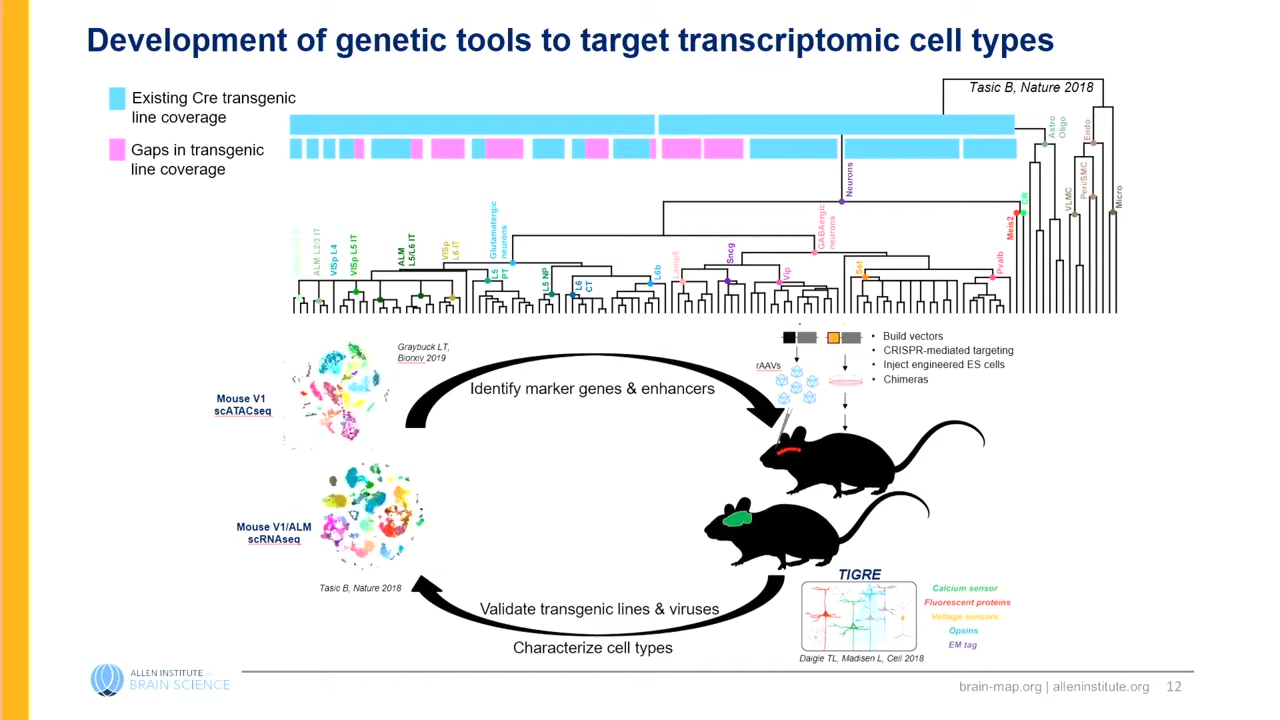 Development of genetic tools to target transcriptomic cell types
Existing Cre transgenic
line coverage
Gaps in transgenic
line coverage
Tasic B, Nature 2018
ALM L2/3 IT
VISp L4
VISp L5 IT
ALM
L5/L6 IT
VISp
L6 IT
Glutamatergic
neurons
L5
PT
L5 NP
L6
CT
L6b
Lamp5
Sncg
Vip
GABAergic
neurons
Neurons
Sst
Pvalb
Meis2
CR
Astro
Oligo
VLMC
Peri/SMC
Endo
Micro
Graybuck LT,
Biorxiv 2019
Mouse V1
scATACseq
Identify marker genes & enhancers
rAAVs
• Build vectors
• CRISPR-mediated targeting
• Inject engineered ES cells
• Chimeras
Mouse V1/ALM
scRNAseq
Tasic B, Nature 2018
Validate transgenic lines & viruses
Characterize cell types
TIGRE
Calcium sensor
Fluorescent proteins
Voltage sensors
Opsins
EM tag
Daigle TL, Madisen L, Cell 2018
ALLEN INSTITUTE for
BRAIN SCIENCE
brain-map.org | alleninstitute.org 12